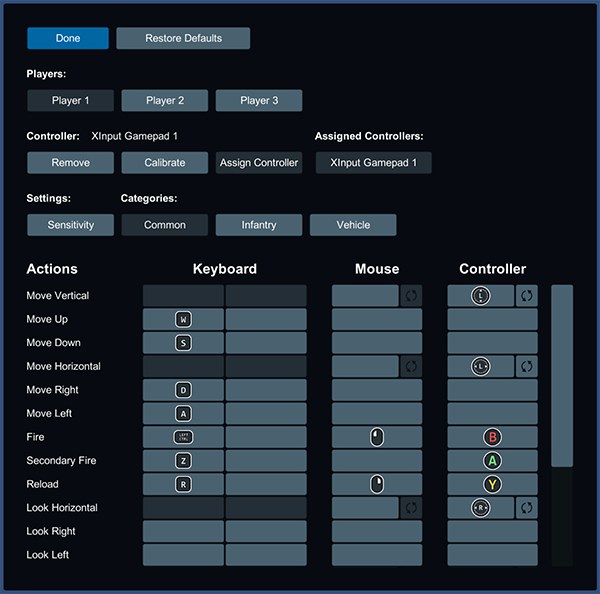 Done Restore Defaults
Players:
Player 1 Player 2 Player 3
Controller: XInput Gamepad 1 Assigned Controllers:
Remove Calibrate Assign Controller XInput Gamepad 1
Settings: Categories:
Sensitivity Common Infantry Vehicle
Actions Keyboard Mouse Controller
Move Vertical L
Move Up W
Move Down S
Move Horizontal L
Move Right D
Move Left A
Fire LEFT CTRL B
Secondary Fire Z A
Reload R Y
Look Horizontal R
Look Right
Look Left